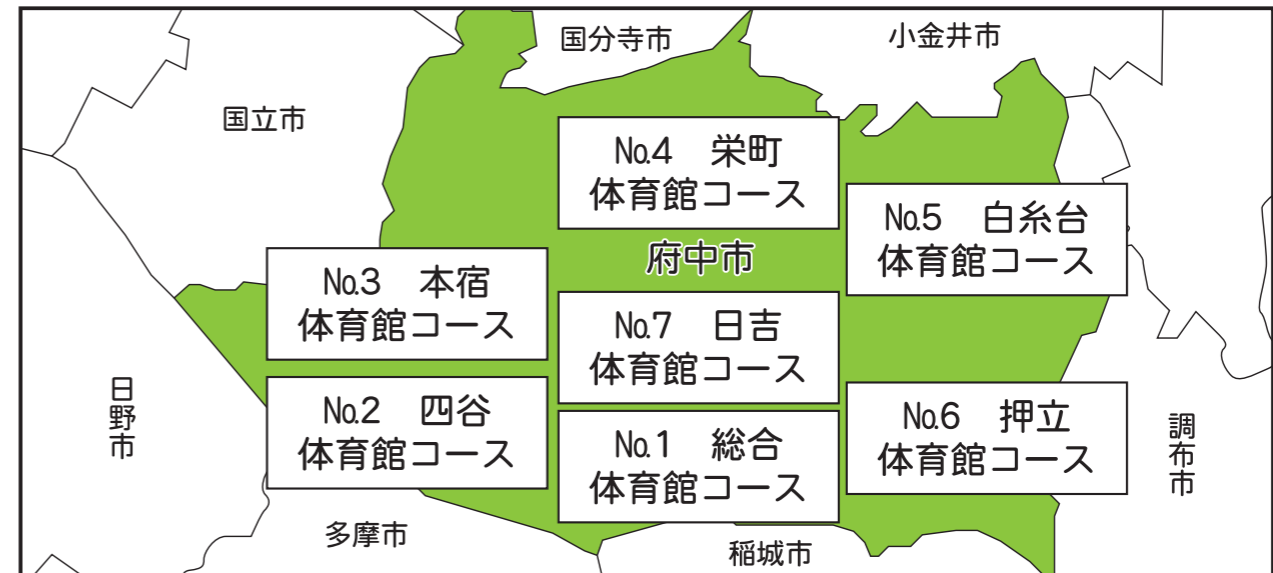 国分寺市
小金井市
国立市
No.4 栄町
体育館コース
No.5 白糸台
体育館コース
府中市
No.3 本宿
体育館コース
No.7 日吉
体育館コース
日野市
No.2 四谷
体育館コース
No.1 総合
体育館コース
No.6 押立
体育館コース
調布市
多摩市
稲城市